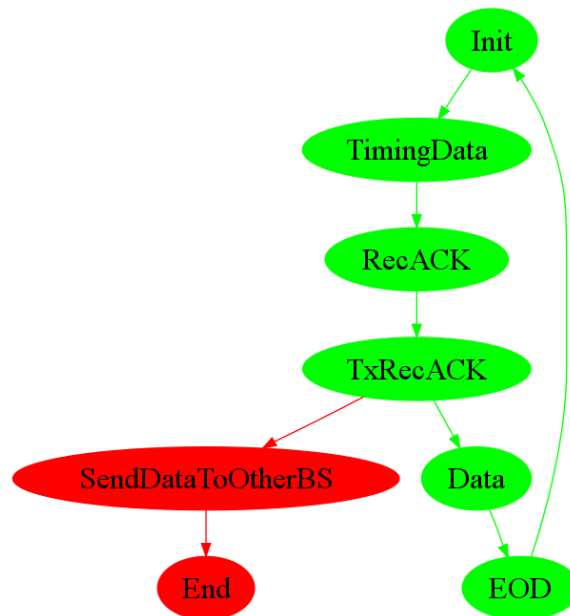 Init
TimingData
RecACK
TxRecACK
SendDataToOtherBS
Data
End
EOD